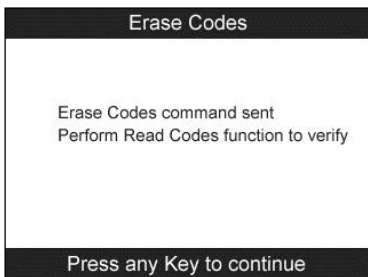 Erase Codes
Erase Codes command sent
Perform Read Codes function to verify
Press any Key to continue